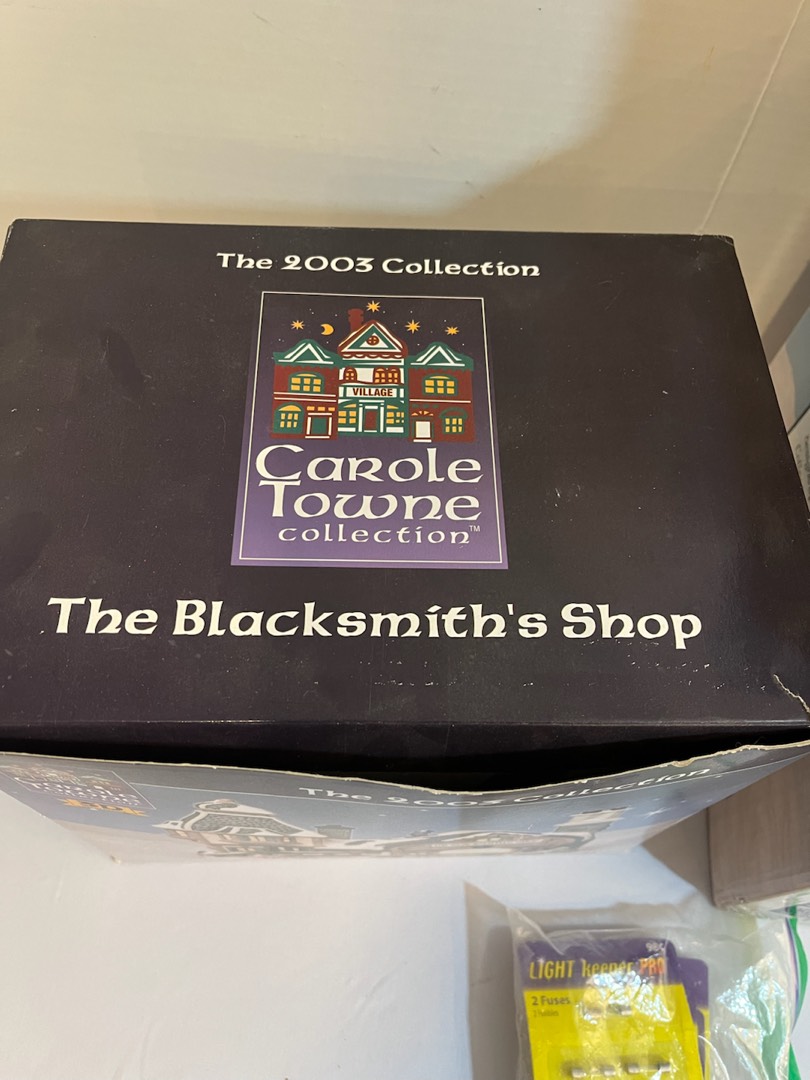 The 2003 Collection
VILLAGE
Carole
Towne
collection™
The Blacksmith's Shop
The 2003 Collection
LIGHT keeper PRO
2 Fuses